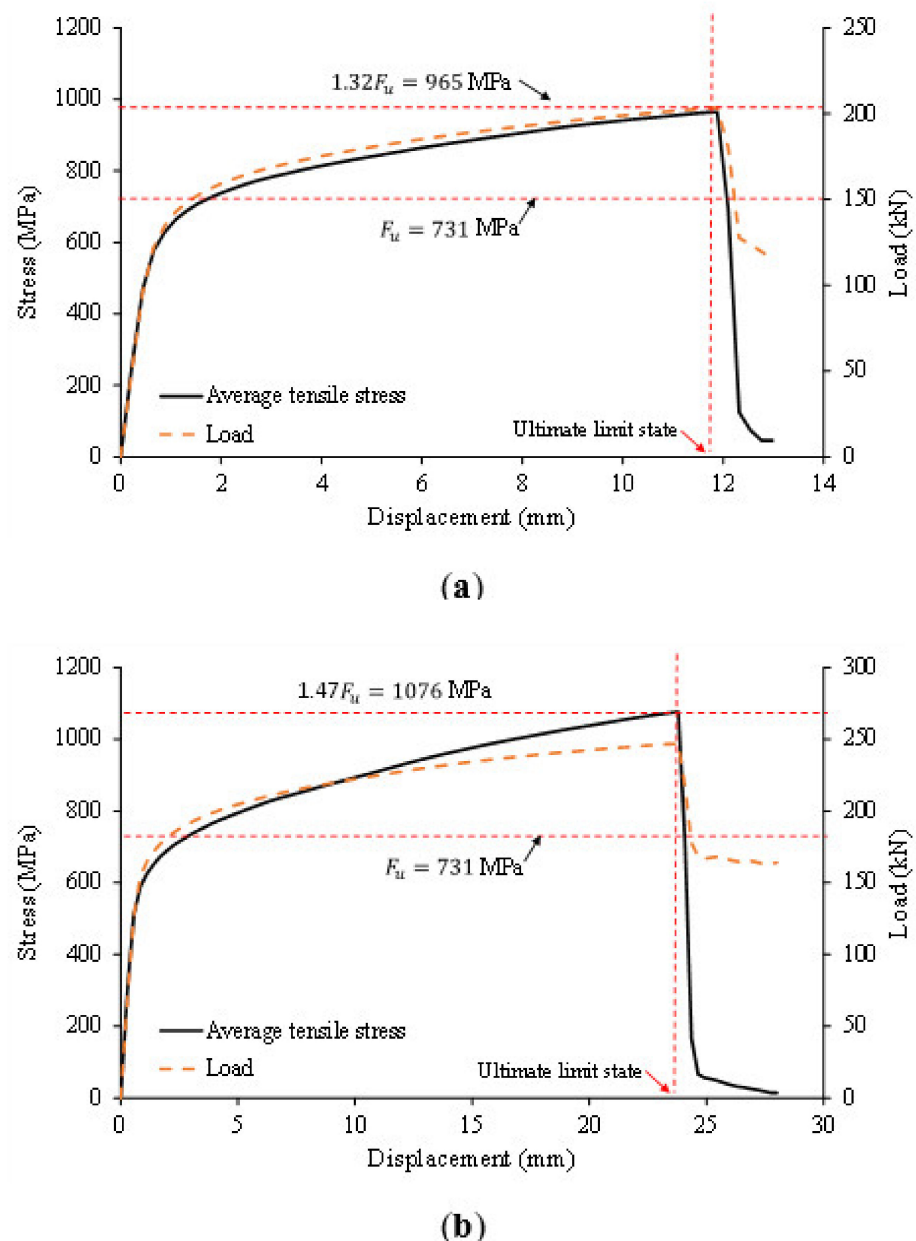 1200
1000
800
600
400
200
0
Stress (MPa)
250
200
150
100
50
0
Load (kN)
1.32Fᵤ = 965 MPa
Fᵤ = 731 MPa
Average tensile stress
Load
Ultimate limit state
0 2 4 6 8 10 12 14
Displacement (mm)
(a)
1200
1000
800
600
400
200
0
Stress (MPa)
300
250
200
150
100
50
0
Load (kN)
1.47Fᵤ = 1076 MPa
Fᵤ = 731 MPa
Average tensile stress
Load
Ultimate limit state
0 5 10 15 20 25 30
Displacement (mm)
(b)